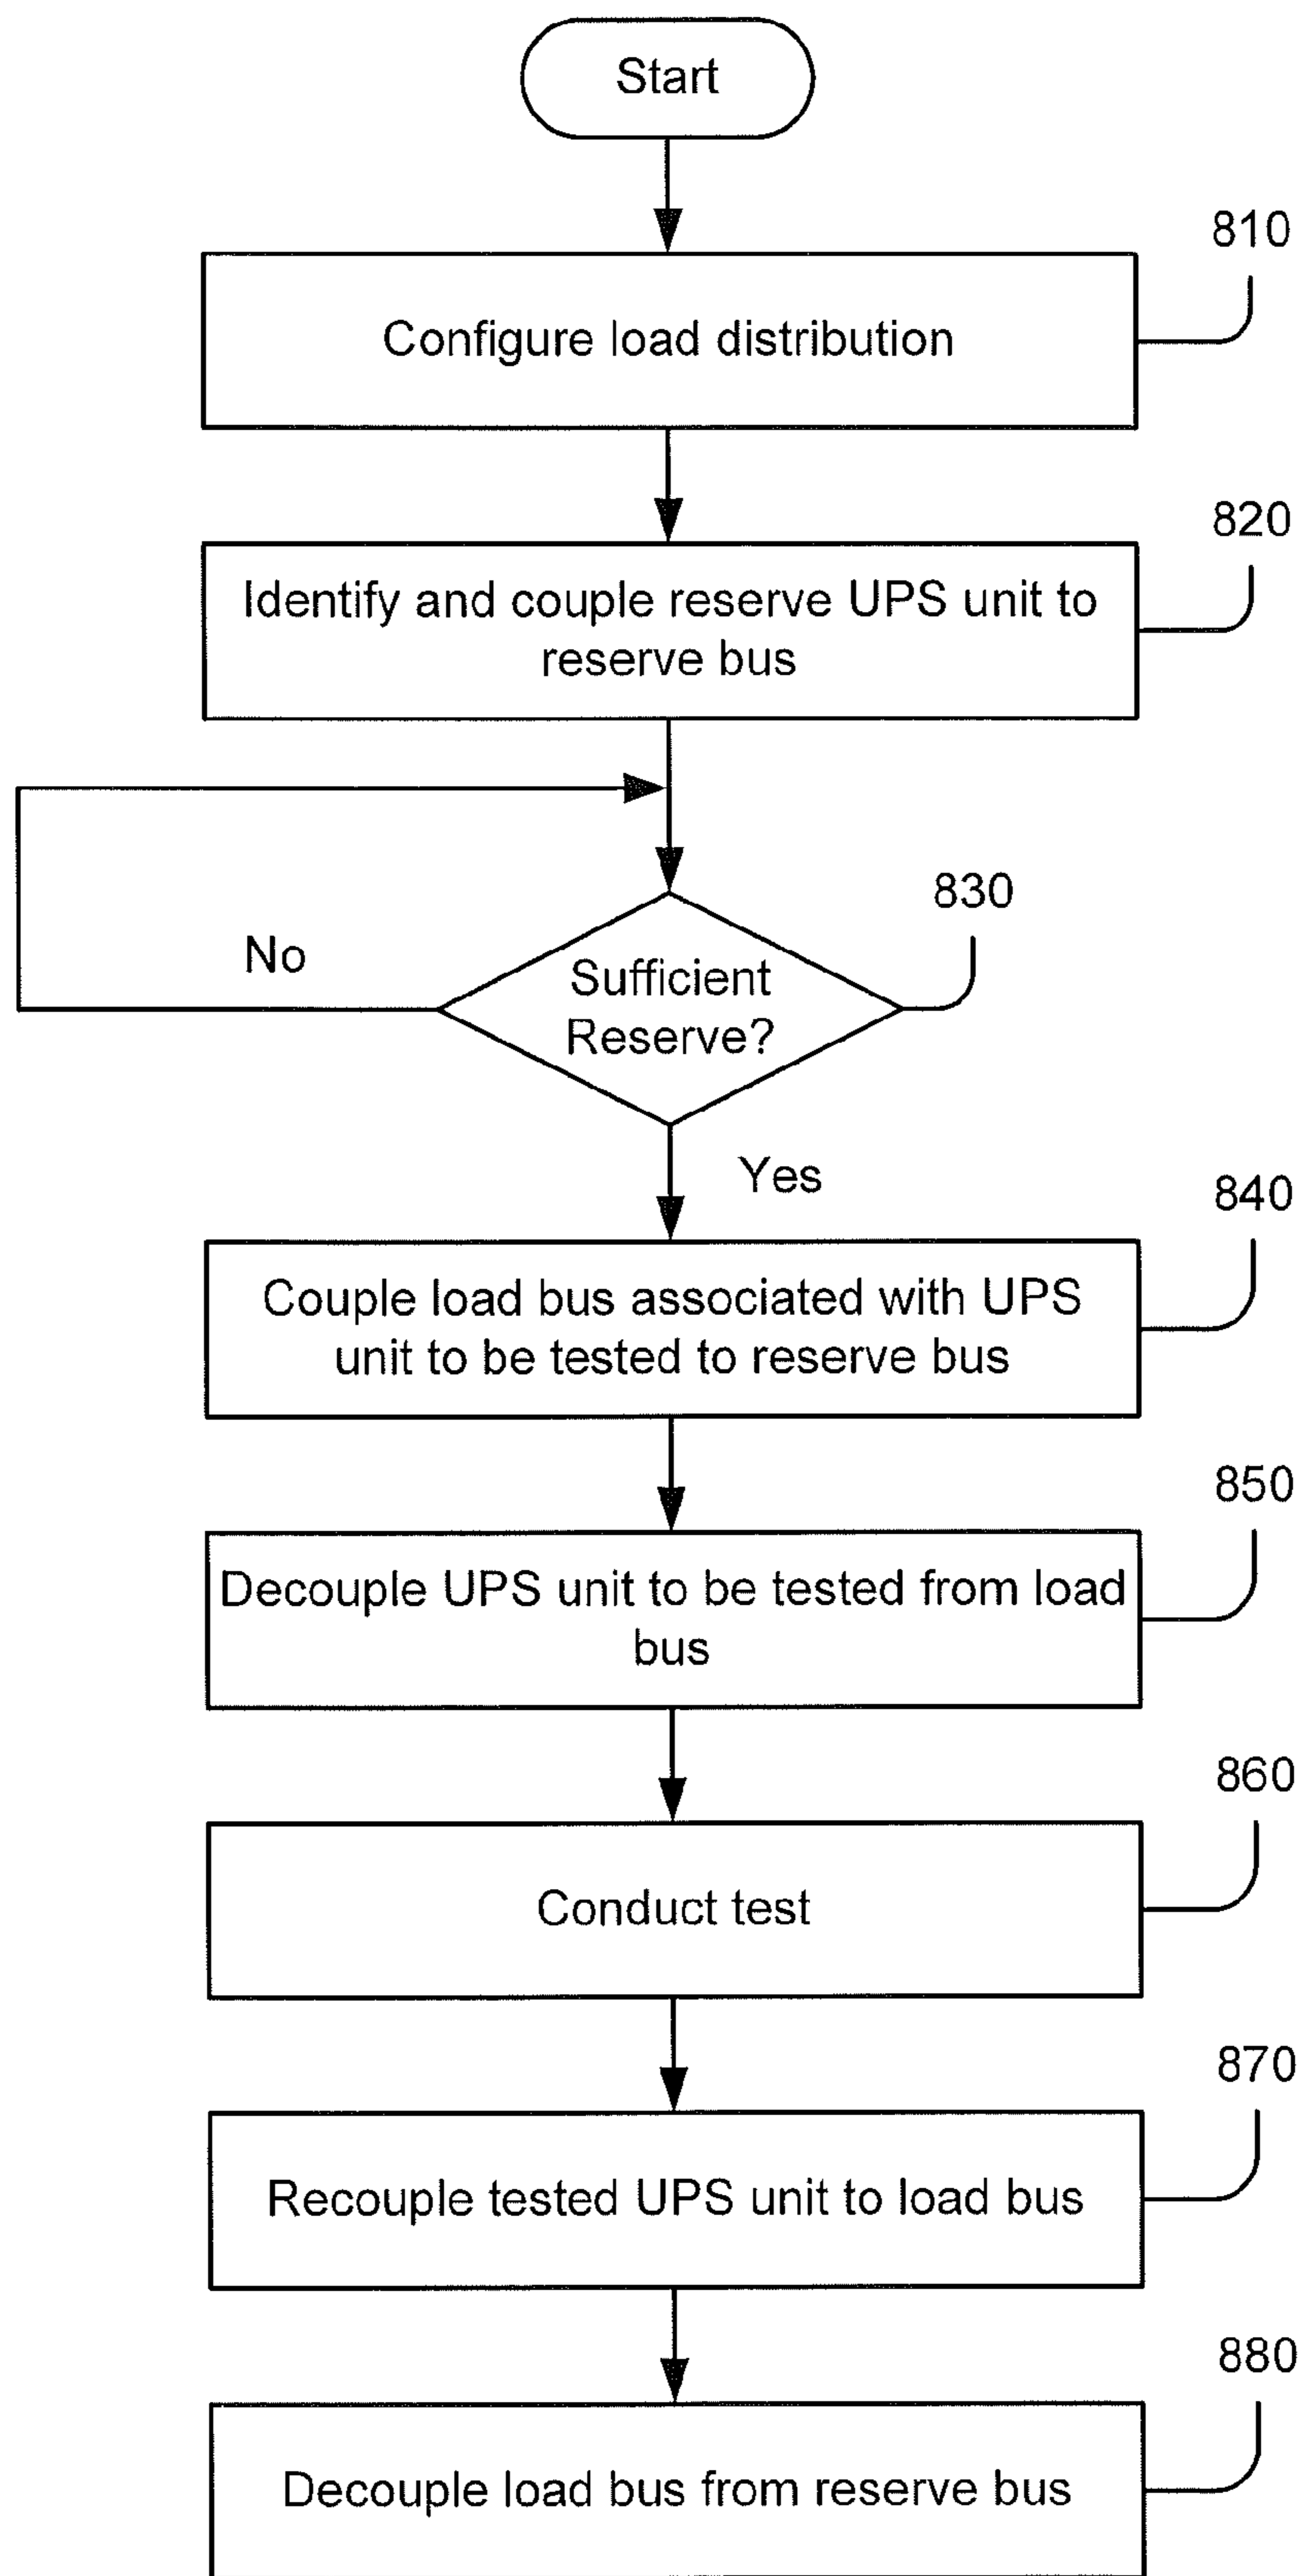 Start
810
Configure load distribution
820
Identify and couple reserve UPS unit to
reserve bus
830
No
Sufficient
Reserve?
Yes
840
Couple load bus associated with UPS
unit to be tested to reserve bus
850
Decouple UPS unit to be tested from load
bus
860
Conduct test
870
Recouple tested UPS unit to load bus
880
Decouple load bus from reserve bus